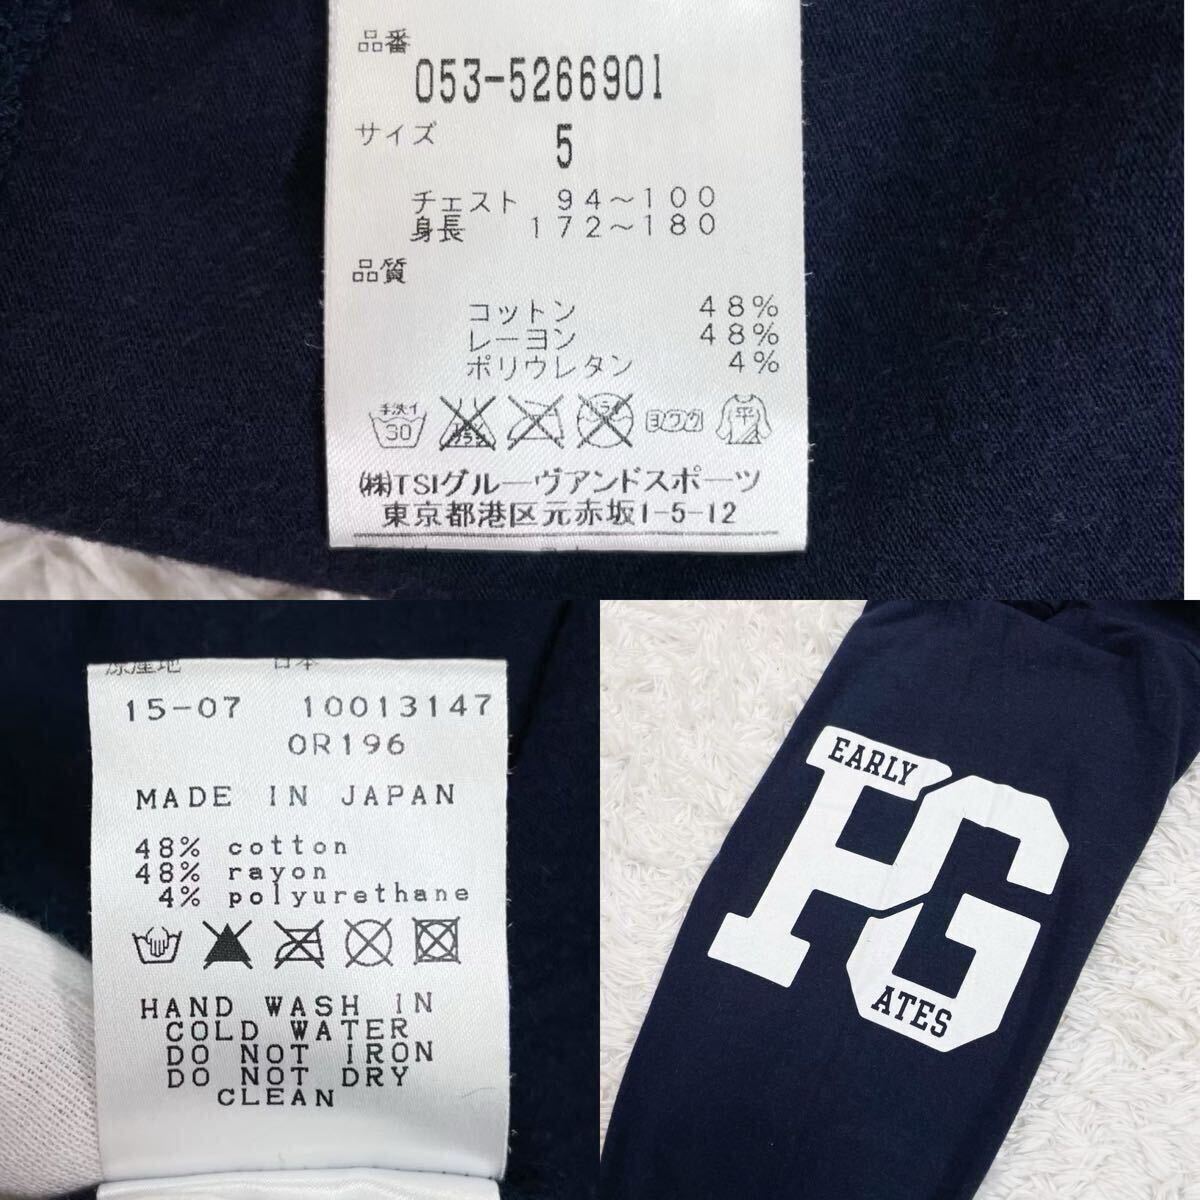 品番
053-5266901
サイズ 5
チェスト 94~100
身長 172~180
品質
コットン 48%
レーヨン 48%
ポリウレタン 4%
手洗イ 30 ヨワク 平
(株)TSIグルーヴアンドスポーツ
東京都港区元赤坂1-5-12
原産地 日本
15-07 10013147
0R196
MADE IN JAPAN
48% cotton
48% rayon
4% polyurethane
HAND WASH IN
COLD WATER
DO NOT IRON
DO NOT DRY
CLEAN
EARLY
PG
ATES